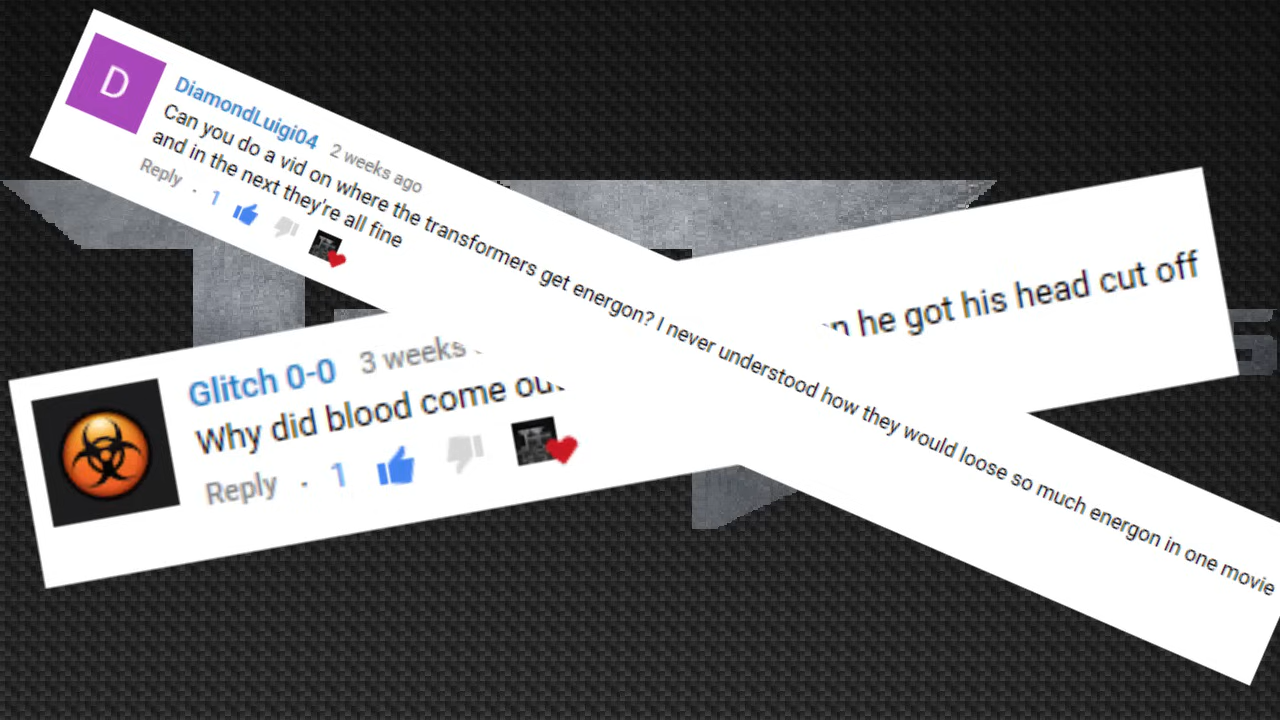 D
DiamondLuigi04 2 weeks ago
Can you do a vid on where the transformers get energon? I never understood how they would loose so much energon in one movie
and in the next they're all fine
Reply · 1
Glitch 0-0 3 weeks
Why did blood come he got his head cut off
Reply · 1